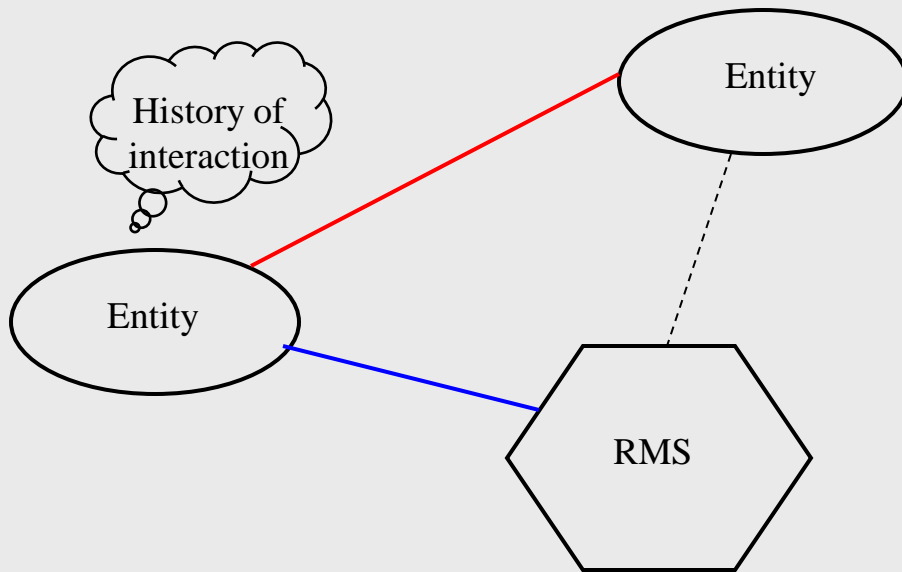 Entity
History of
interaction
Entity
RMS